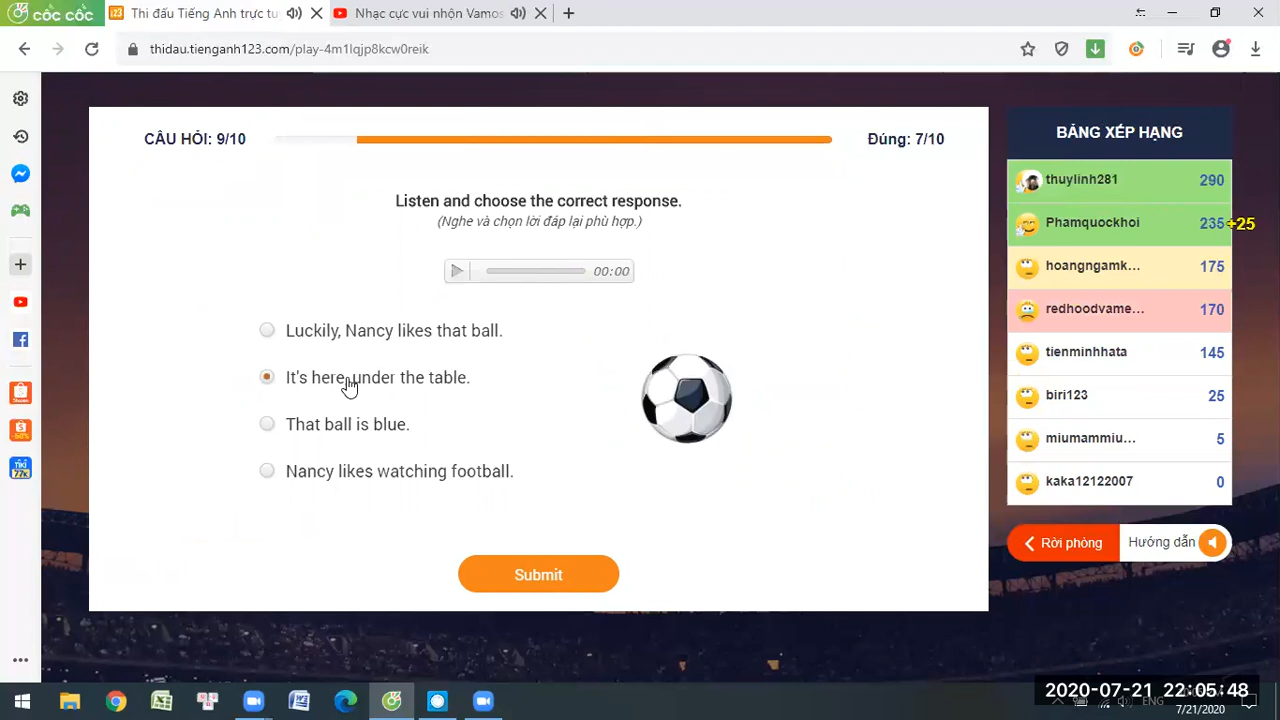 cốc cốc
Thi đấu Tiếng Anh trực tu
Nhạc cực vui nhộn Vamos
thidau.tienganh123.com/play-4m1lqjp8kcw0reik
CÂU HỎI: 9/10
Đúng: 7/10
Listen and choose the correct response.
(Nghe và chọn lời đáp lại phù hợp.)
00:00
Luckily, Nancy likes that ball.
It's here under the table.
That ball is blue.
Nancy likes watching football.
Submit
BẢNG XẾP HẠNG
thuylinh281 290
Phamquockhoi 235 +25
hoangngamk... 175
redhoodvame... 170
tienminhhata 145
biri123 25
miumammiu... 5
kaka12122007 0
Rời phòng
Hướng dẫn
2020-07-21 22:05:48
ENG
7/21/2020